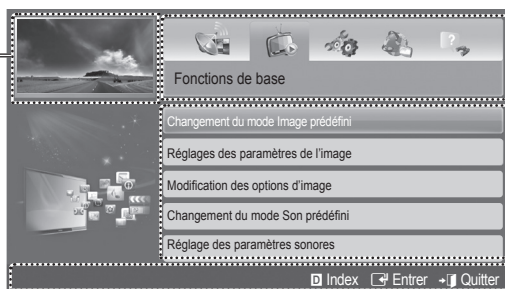 Fonctions de base
Changement du mode Image prédéfini
Réglages des paramètres de l'image
Modification des options d'image
Changement du mode Son prédéfini
Réglage des paramètres sonores
D Index Entrer Quitter